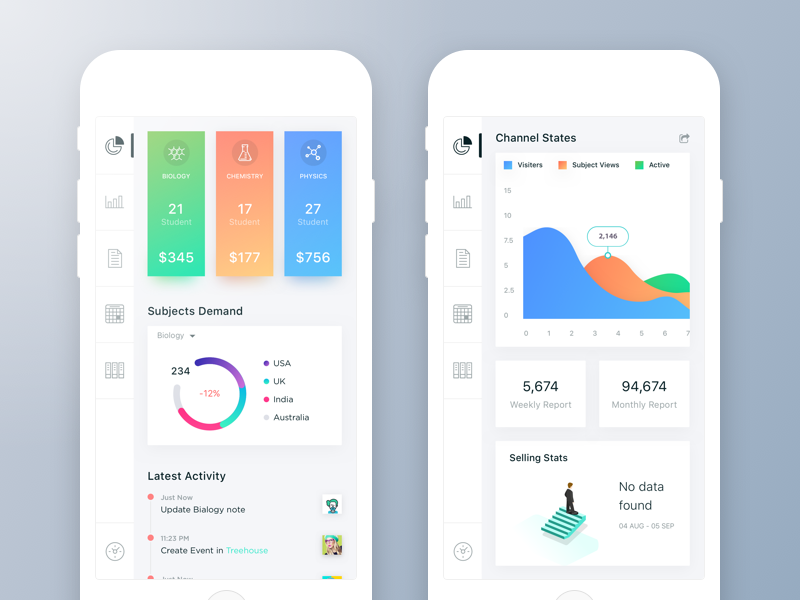 BIOLOGY
21
Student
$345
CHEMISTRY
17
Student
$177
PHYSICS
27
Student
$756
Subjects Demand
Biology
234
-12%
USA
UK
India
Australia
Latest Activity
Just Now
Update Bialogy note
11:23 PM
Create Event in Treehouse
Just Now
Channel States
Visiters
Subject Views
Active
15
10
7.5
5
2.5
0
2,146
0 1 2 3 4 5 6 7
5,674
Weekly Report
94,674
Monthly Report
Selling Stats
No data
found
04 AUG - 05 SEP